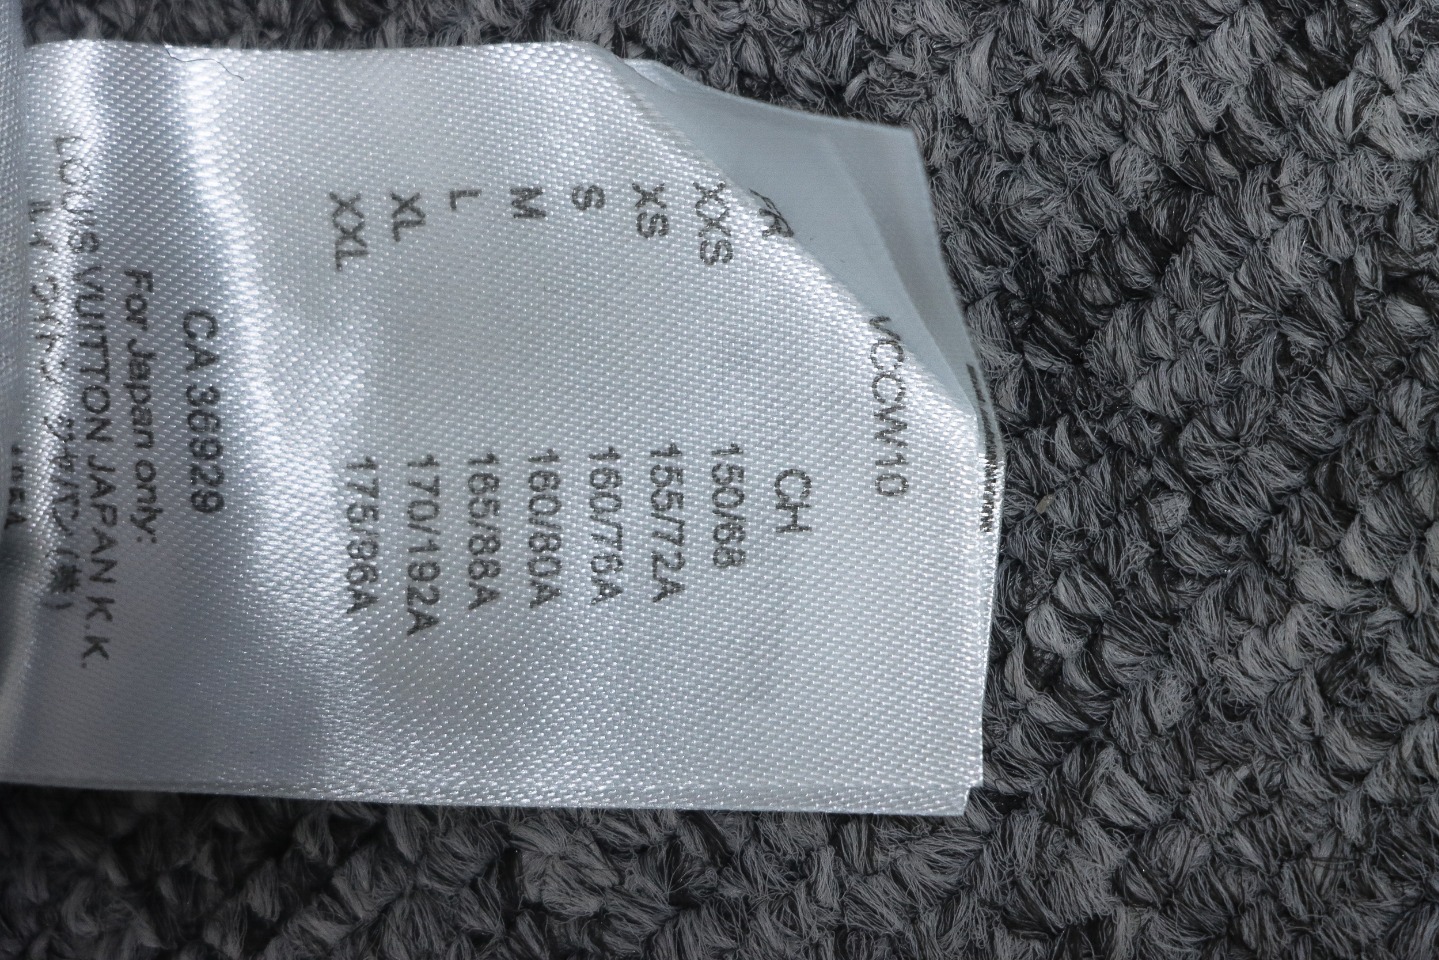 VCCW10
FR CH
XXS 150/68
XS 155/72A
S 160/76A
M 160/80A
L 165/88A
XL 170/192A
XXL 175/96A
CA 36929
For Japan only.
LOUIS VUITTON JAPAN K.K.